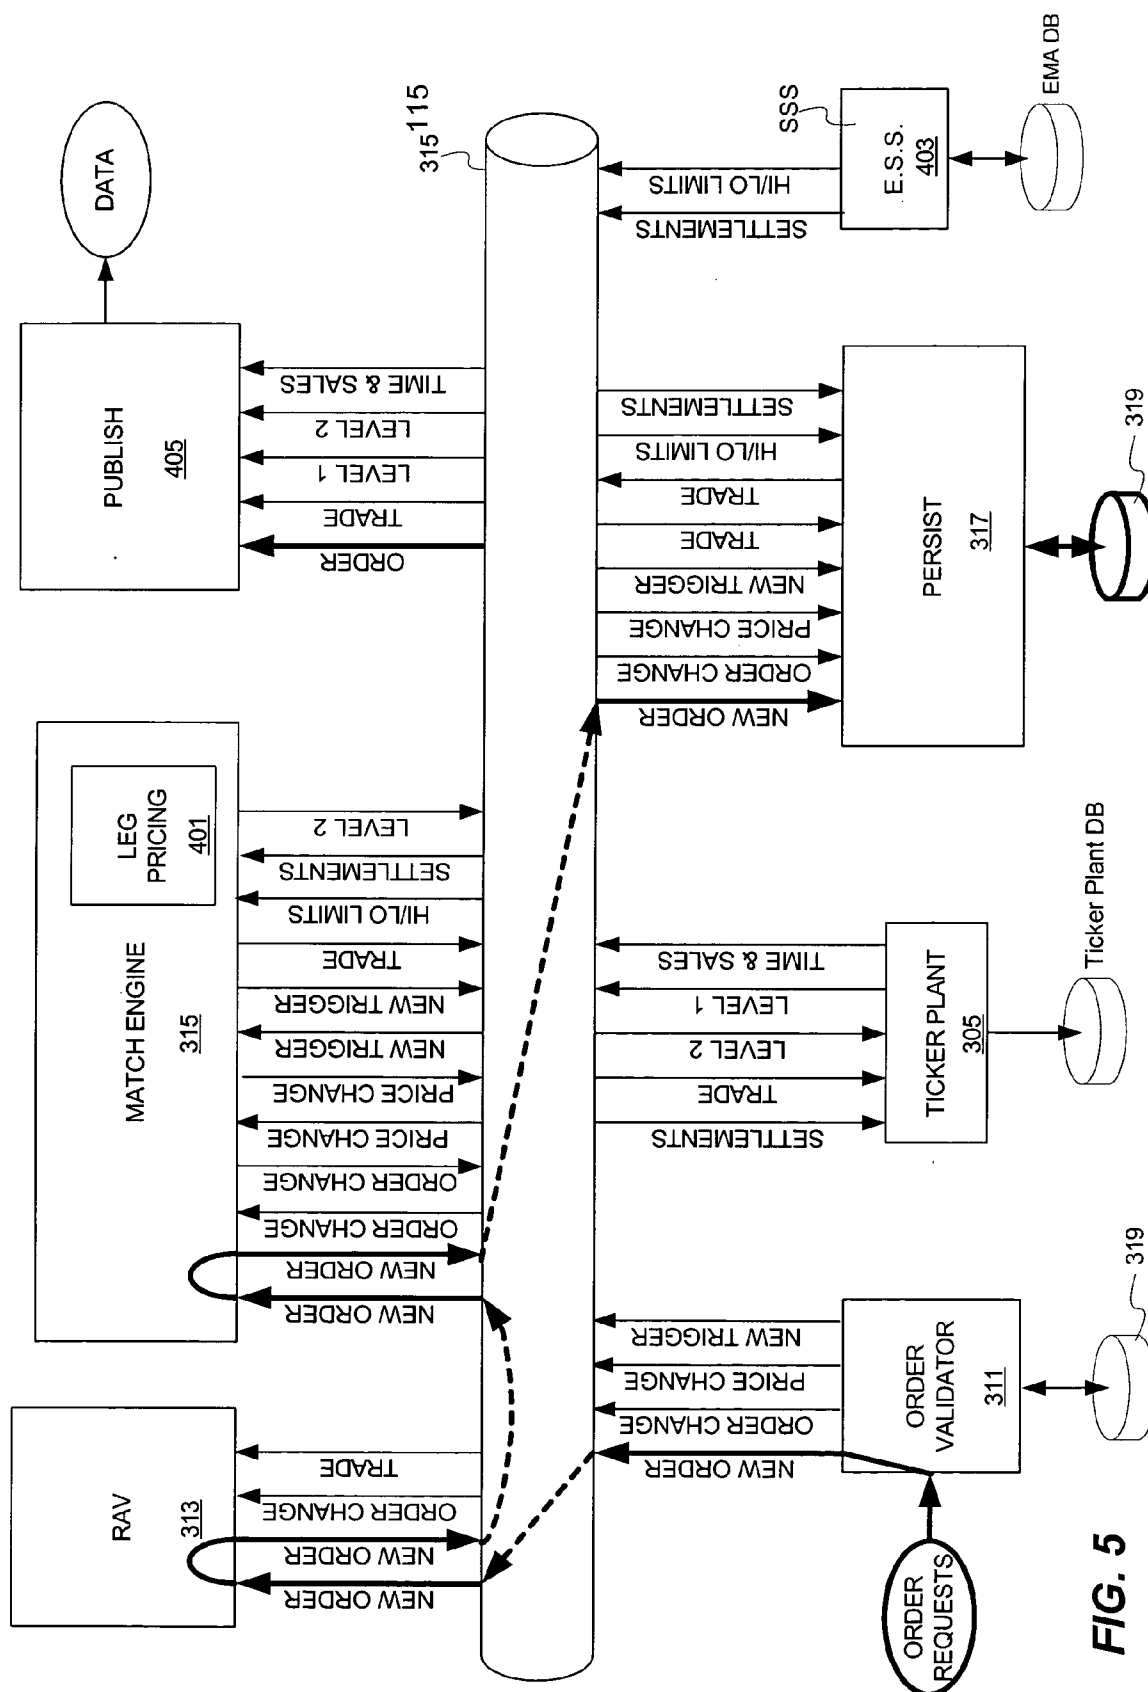 RAV
313
NEW ORDER
NEW ORDER
ORDER CHANGE
TRADE
MATCH ENGINE
315
LEG
PRICING
401
NEW ORDER
NEW ORDER
ORDER CHANGE
ORDER CHANGE
PRICE CHANGE
PRICE CHANGE
NEW TRIGGER
NEW TRIGGER
TRADE
HI/LO LIMITS
SETTLEMENTS
LEVEL 2
PUBLISH
405
ORDER
TRADE
LEVEL 1
LEVEL 2
TIME & SALES
DATA
315
115
ORDER
REQUESTS
NEW ORDER
ORDER CHANGE
PRICE CHANGE
NEW TRIGGER
ORDER
VALIDATOR
311
319
SETTLEMENTS
TRADE
LEVEL 2
LEVEL 1
TIME & SALES
TICKER PLANT
305
Ticker Plant DB
NEW ORDER
ORDER CHANGE
PRICE CHANGE
NEW TRIGGER
TRADE
TRADE
HI/LO LIMITS
SETTLEMENTS
PERSIST
317
319
SETTLEMENTS
HI/LO LIMITS
SSS
E.S.S.
403
EMA DB
FIG. 5